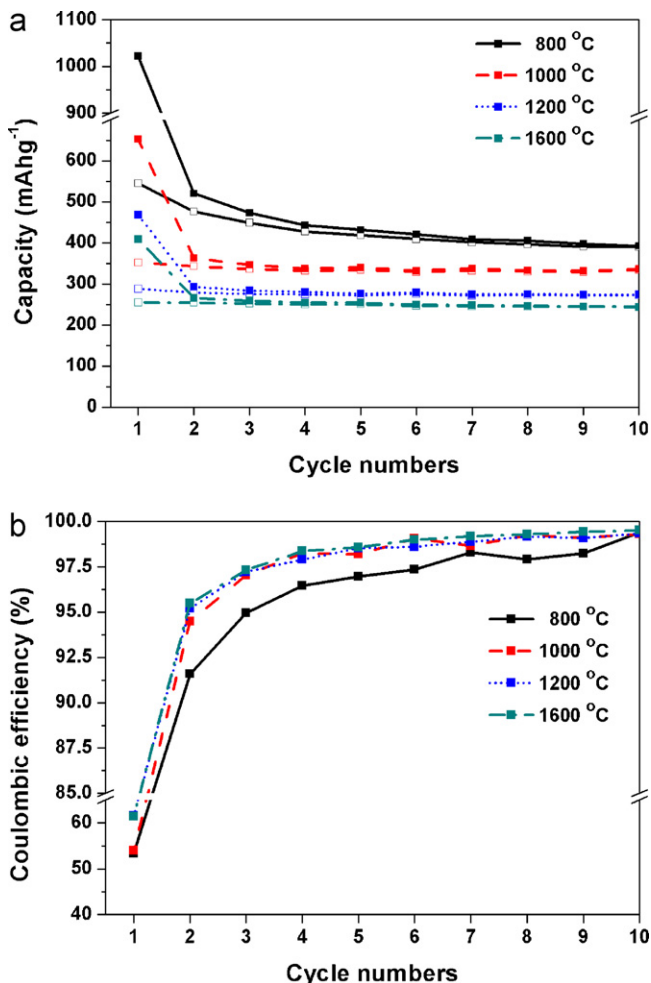 a
1100
1000
900
600
500
400
300
200
100
0
Capacity (mAhg⁻¹)
800 °C
1000 °C
1200 °C
1600 °C
1 2 3 4 5 6 7 8 9 10
Cycle numbers
b
100.0
97.5
95.0
92.5
90.0
87.5
85.0
60
50
40
Coulombic efficiency (%)
800 °C
1000 °C
1200 °C
1600 °C
1 2 3 4 5 6 7 8 9 10
Cycle numbers